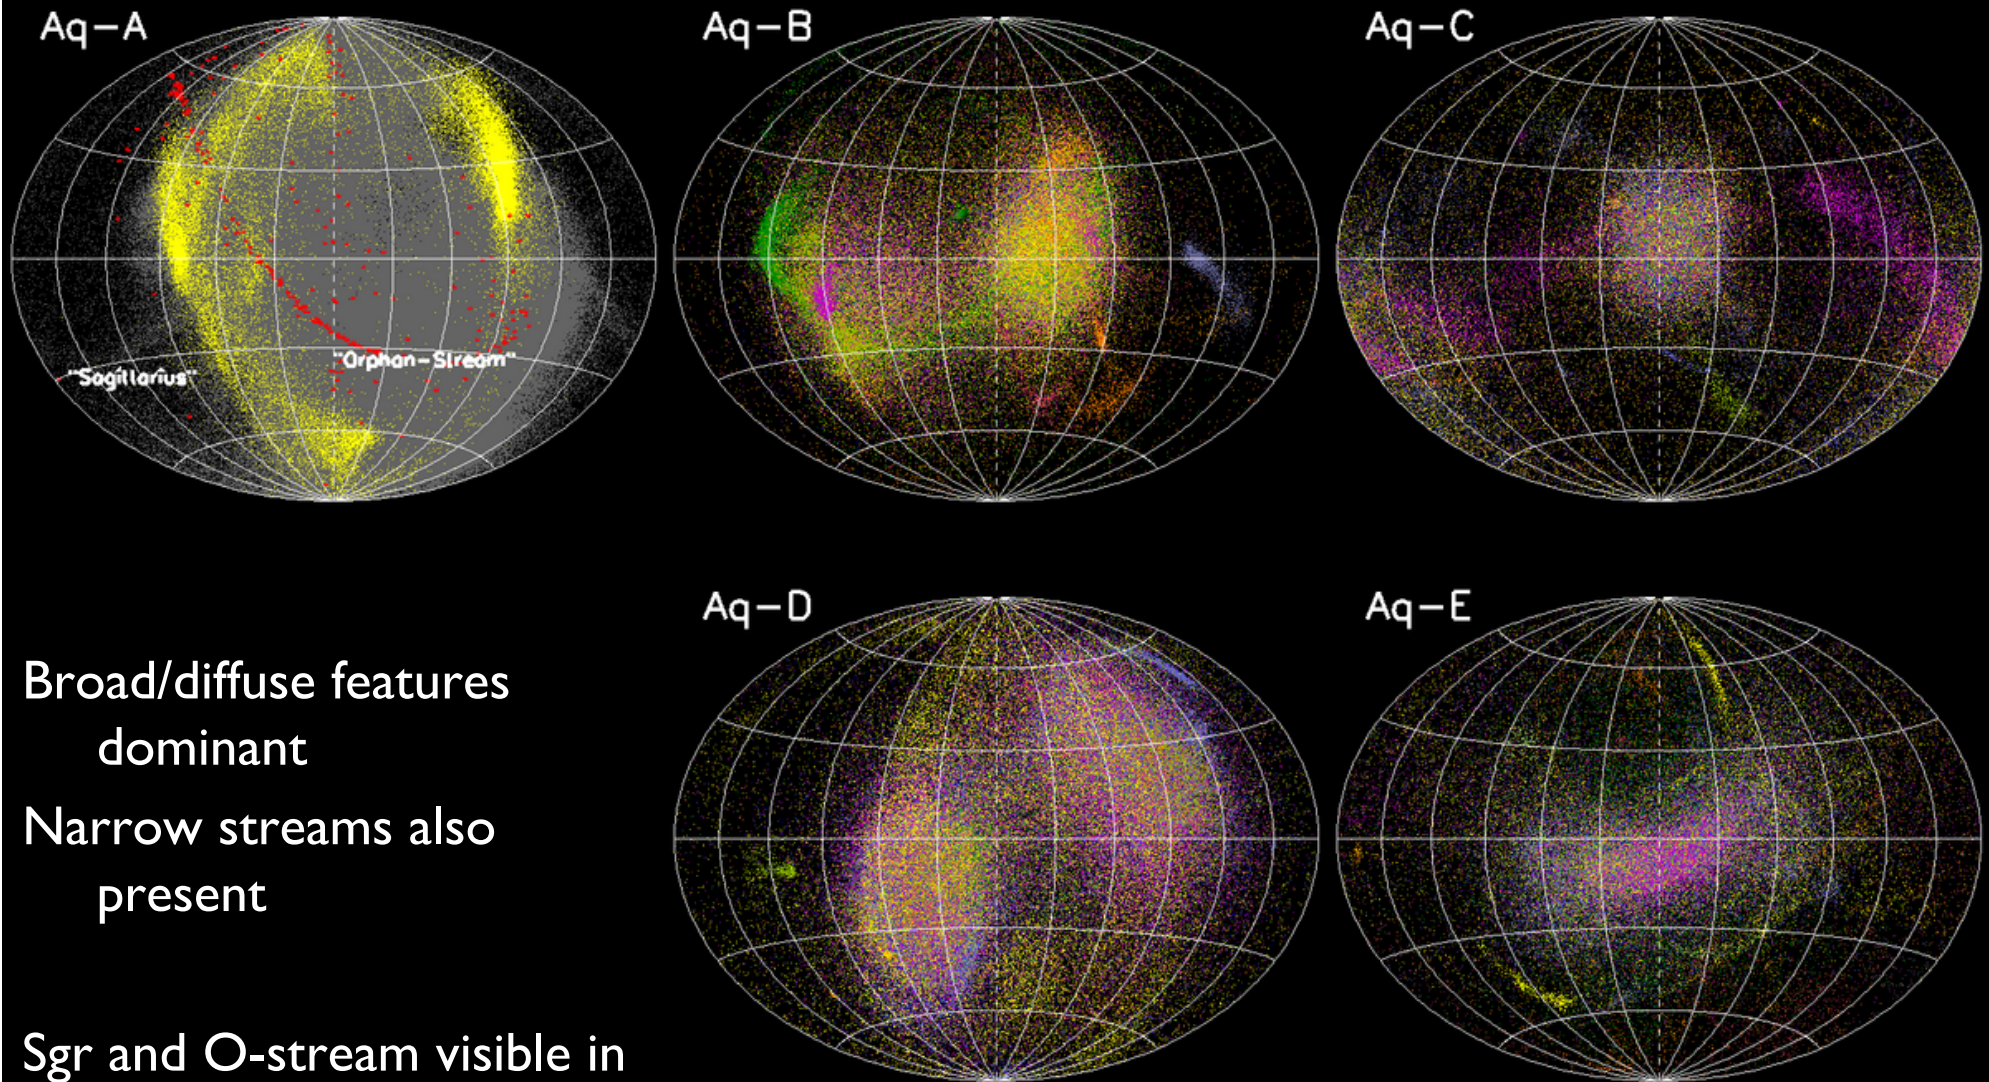 Aq-A
Aq-B
Aq-C
"Sagittarius"
"Orphan-Stream"
Aq-D
Aq-E
Broad/diffuse features
dominant
Narrow streams also
present
Sgr and O-stream visible in